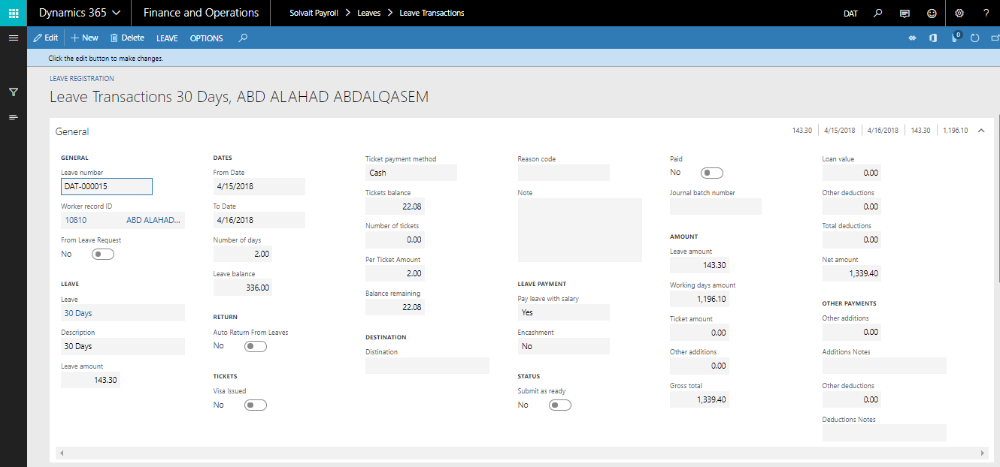 Dynamics 365
Finance and Operations
Solvait Payroll > Leaves > Leave Transactions
DAT
?
Edit
New
Delete
LEAVE
OPTIONS
0
Click the edit button to make changes.
LEAVE REGISTRATION
Leave Transactions 30 Days, ABD ALAHAD ABDALQASEM
General
143.30
4/15/2018
4/16/2018
143.30
1,196.10
GENERAL
Leave number
DAT-000015
Worker record ID
10810 ABD ALAHAD...
From Leave Request
No
LEAVE
Leave
30 Days
Description
30 Days
Leave amount
143.30
DATES
From Date
4/15/2018
To Date
4/16/2018
Number of days
2.00
Leave balance
336.00
RETURN
Auto Return From Leaves
No
TICKETS
Visa Issued
No
Ticket payment method
Cash
Tickets balance
22.08
Number of tickets
0.00
Per Ticket Amount
2.00
Balance remaining
22.08
DESTINATION
Distination
Reason code
Note
LEAVE PAYMENT
Pay leave with salary
Yes
Encashment
No
STATUS
Submit as ready
No
Paid
No
Journal batch number
AMOUNT
Leave amount
143.30
Working days amount
1,196.10
Ticket amount
0.00
Other additions
0.00
Gross total
1,339.40
Loan value
0.00
Other deductions
0.00
Total deductions
0.00
Net amount
1,339.40
OTHER PAYMENTS
Other additions
0.00
Additions Notes
Other deductions
0.00
Deductions Notes